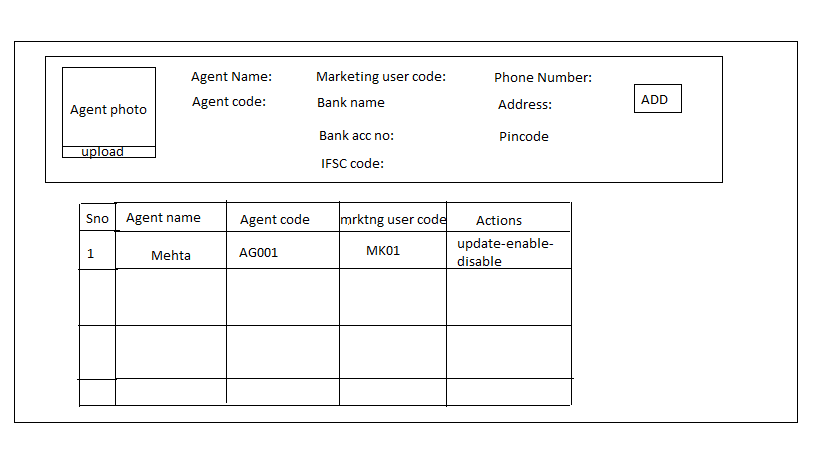 Agent photo
upload
Agent Name:
Agent code:
Marketing user code:
Bank name
Bank acc no:
IFSC code:
Phone Number:
Address:
Pincode
ADD
Sno Agent name Agent code mrktng user code Actions
1 Mehta AG001 MK01 update-enable-
disable